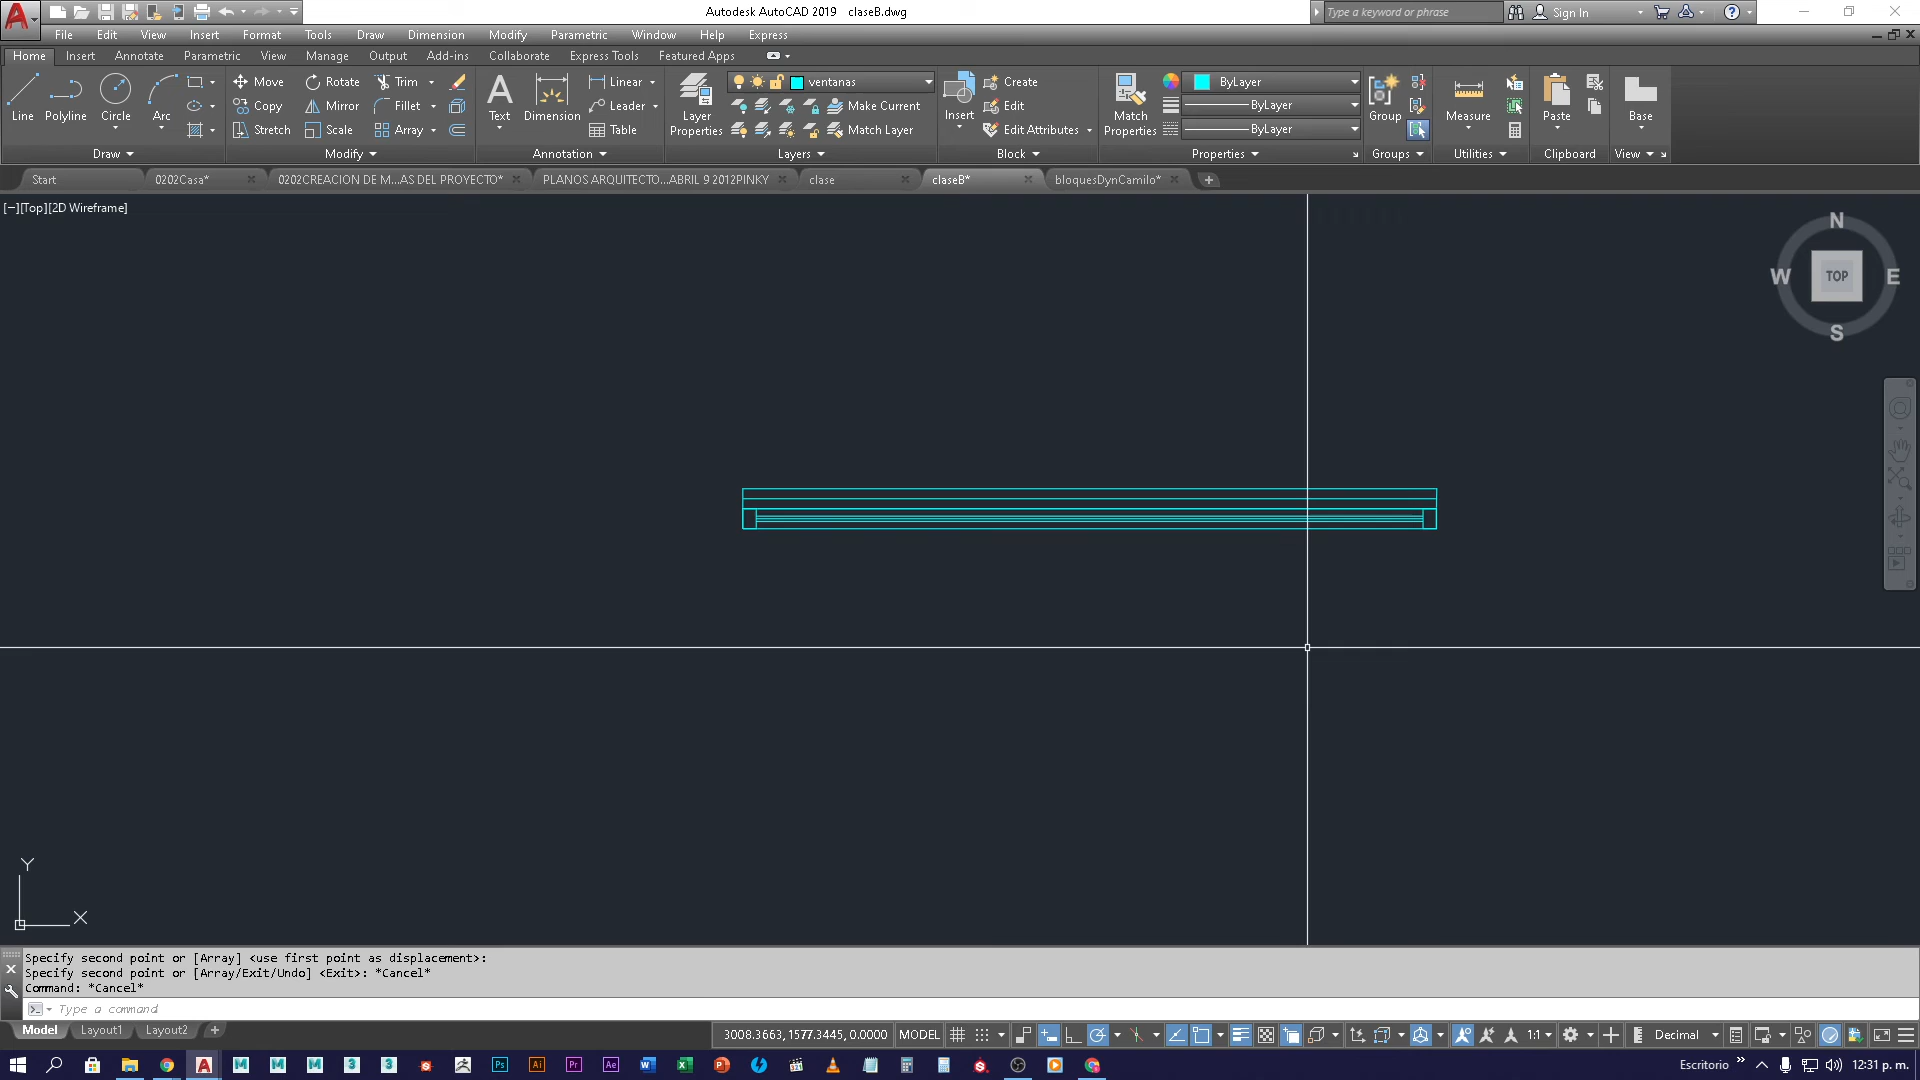 Autodesk AutoCAD 2019 claseB.dwg
Type a keyword or phrase
Sign In
File Edit View Insert Format Tools Draw Dimension Modify Parametric Window Help Express
Home Insert Annotate Parametric View Manage Output Add-ins Collaborate Express Tools Featured Apps
Line Polyline Circle Arc
Move Rotate Trim
Copy Mirror Fillet
Stretch Scale Array
Text Dimension
Linear
Leader
Table
Layer Properties
ventanas
Make Current
Match Layer
Insert
Create
Edit
Edit Attributes
Match Properties
ByLayer
ByLayer
ByLayer
Group
Measure
Paste
Base
Draw Modify Annotation Layers Block Properties Groups Utilities Clipboard View
Start 0202Casa* 0202CREACION DE M...AS DEL PROYECTO* PLANOS ARQUITECTO...ABRIL 9 2012PINKY clase claseB* bloquesDynCamilo*
[−][Top][2D Wireframe]
N
W TOP E
S
Y
X
Specify second point or [Array] <use first point as displacement>:
Specify second point or [Array/Exit/Undo] <Exit>: *Cancel*
Command: *Cancel*
Type a command
Model Layout1 Layout2
3008.3663, 1577.3445, 0.0000 MODEL
1:1
Decimal
Escritorio
12:31 p. m.